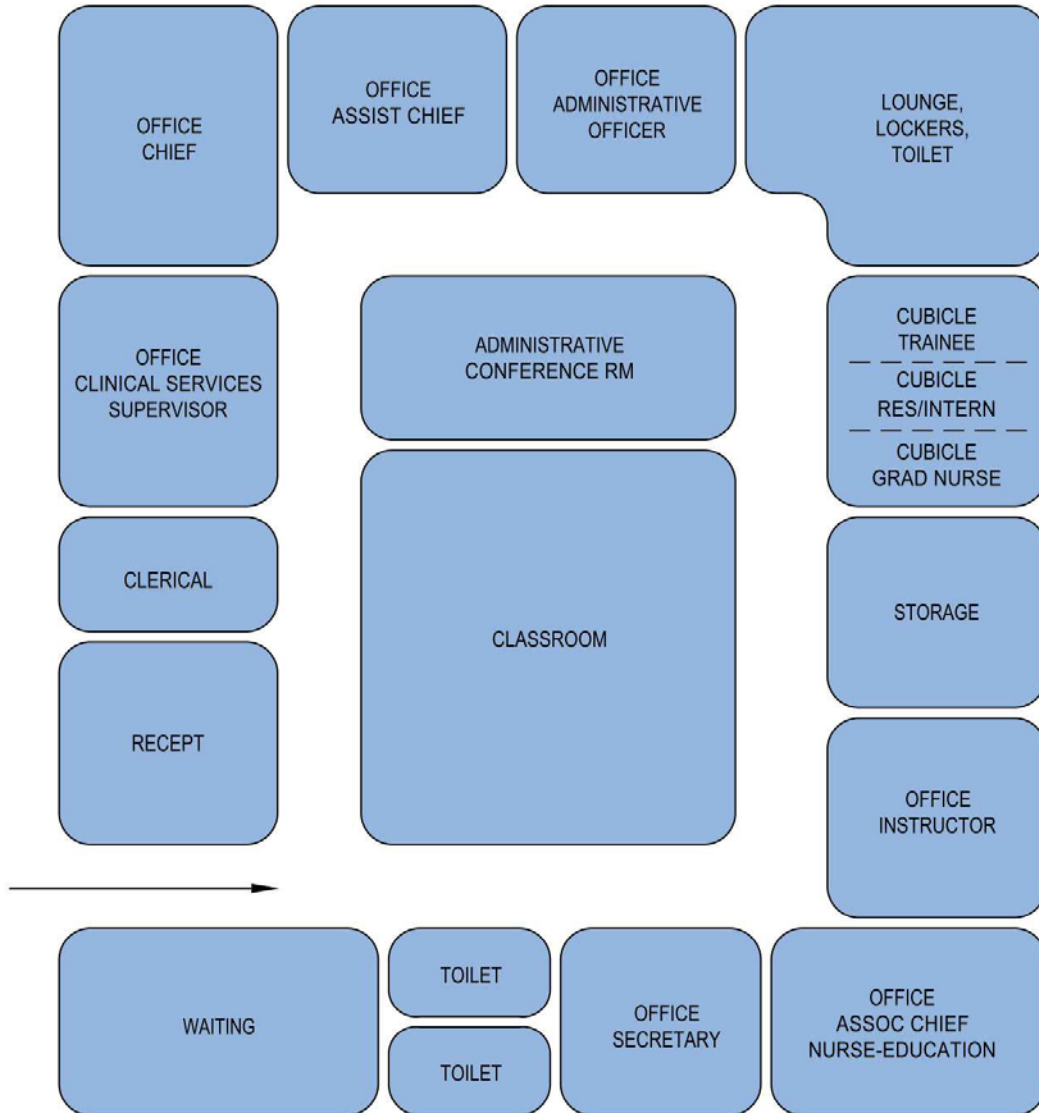 OFFICE
CHIEF
OFFICE
ASSIST CHIEF
OFFICE
ADMINISTRATIVE
OFFICER
LOUNGE,
LOCKERS,
TOILET
OFFICE
CLINICAL SERVICES
SUPERVISOR
ADMINISTRATIVE
CONFERENCE RM
CUBICLE
TRAINEE
CUBICLE
RES/INTERN
CUBICLE
GRAD NURSE
CLERICAL
CLASSROOM
STORAGE
RECEPT
OFFICE
INSTRUCTOR
WAITING
TOILET
TOILET
OFFICE
SECRETARY
OFFICE
ASSOC CHIEF
NURSE-EDUCATION